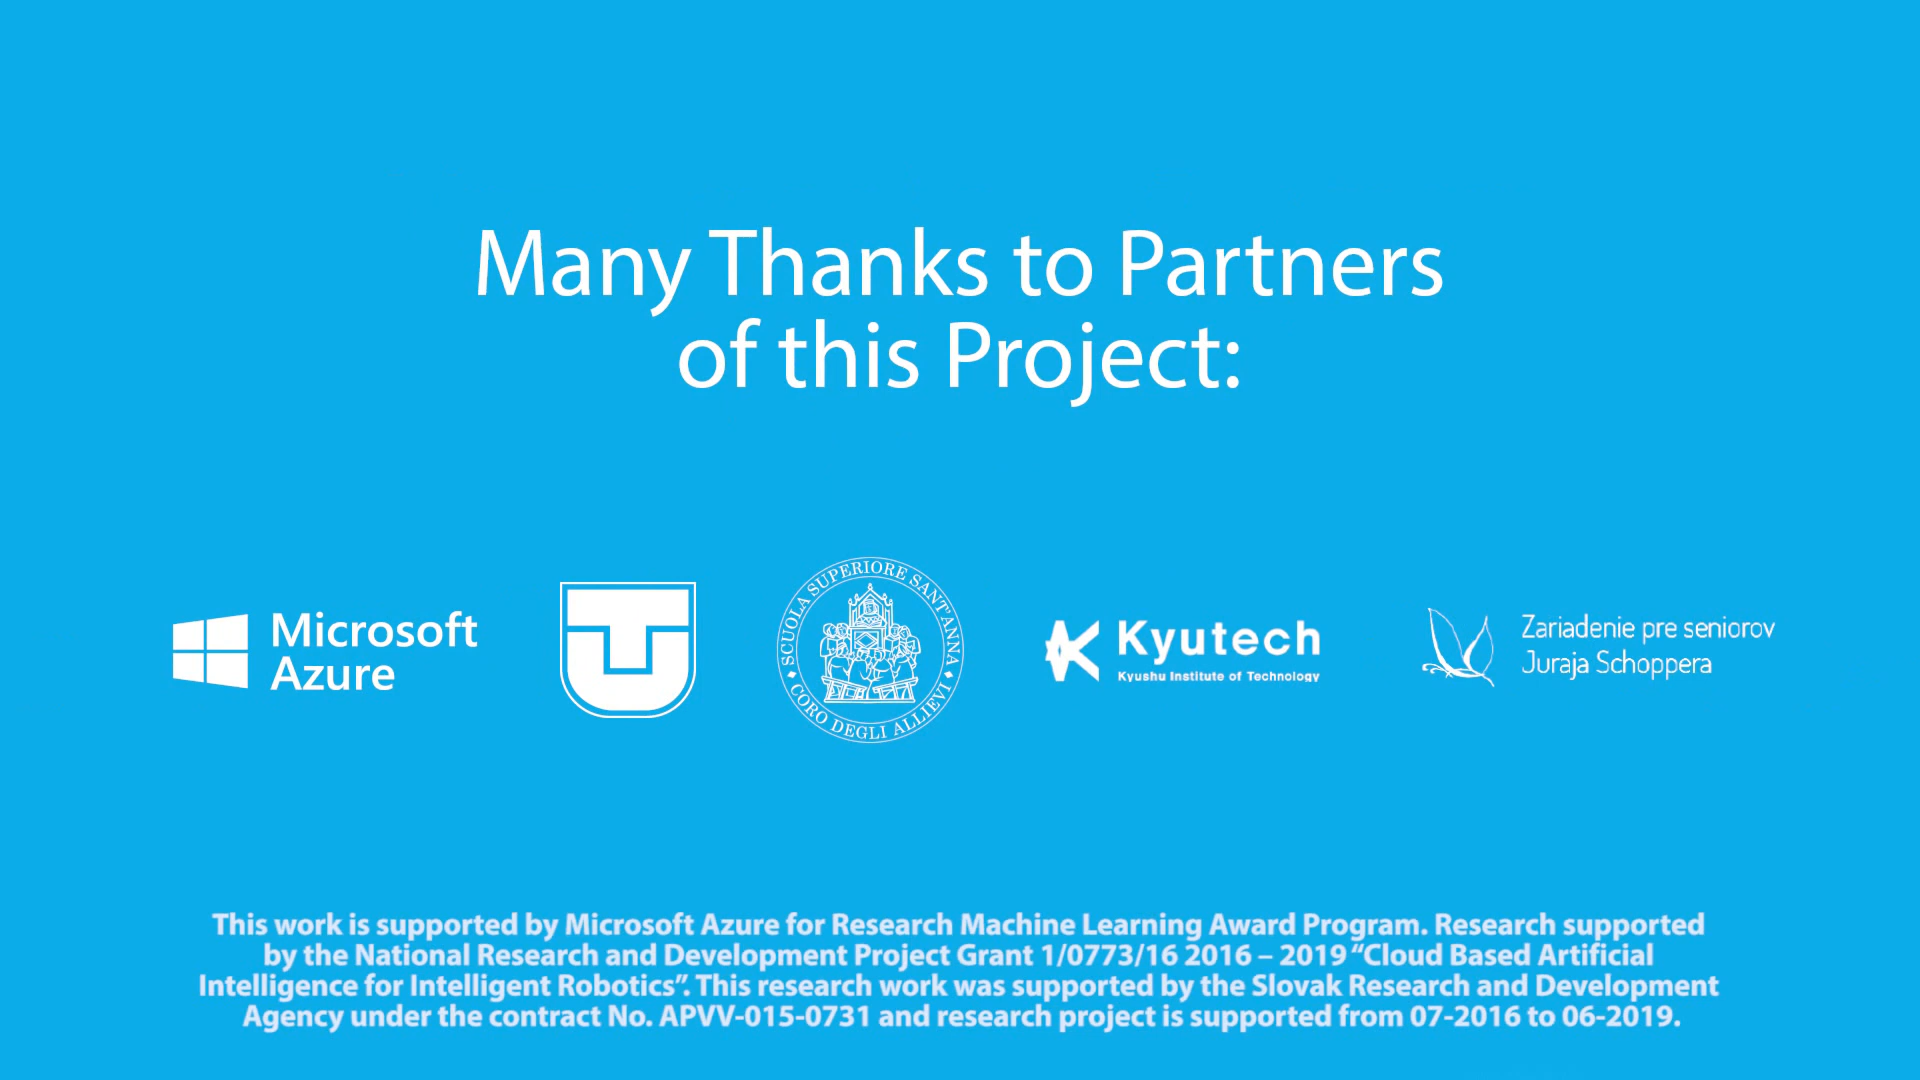 Many Thanks to Partners
of this Project:
Microsoft
Azure
SCUOLA SUPERIORE SANT'ANNA
CORO DEGLI ALLIEVI
Kyutech
Kyushu Institute of Technology
Zariadenie pre seniorov
Juraja Schoppera
This work is supported by Microsoft Azure for Research Machine Learning Award Program. Research supported
by the National Research and Development Project Grant 1/0773/16 2016 – 2019 “Cloud Based Artificial
Intelligence for Intelligent Robotics”. This research work was supported by the Slovak Research and Development
Agency under the contract No. APVV-015-0731 and research project is supported from 07-2016 to 06-2019.